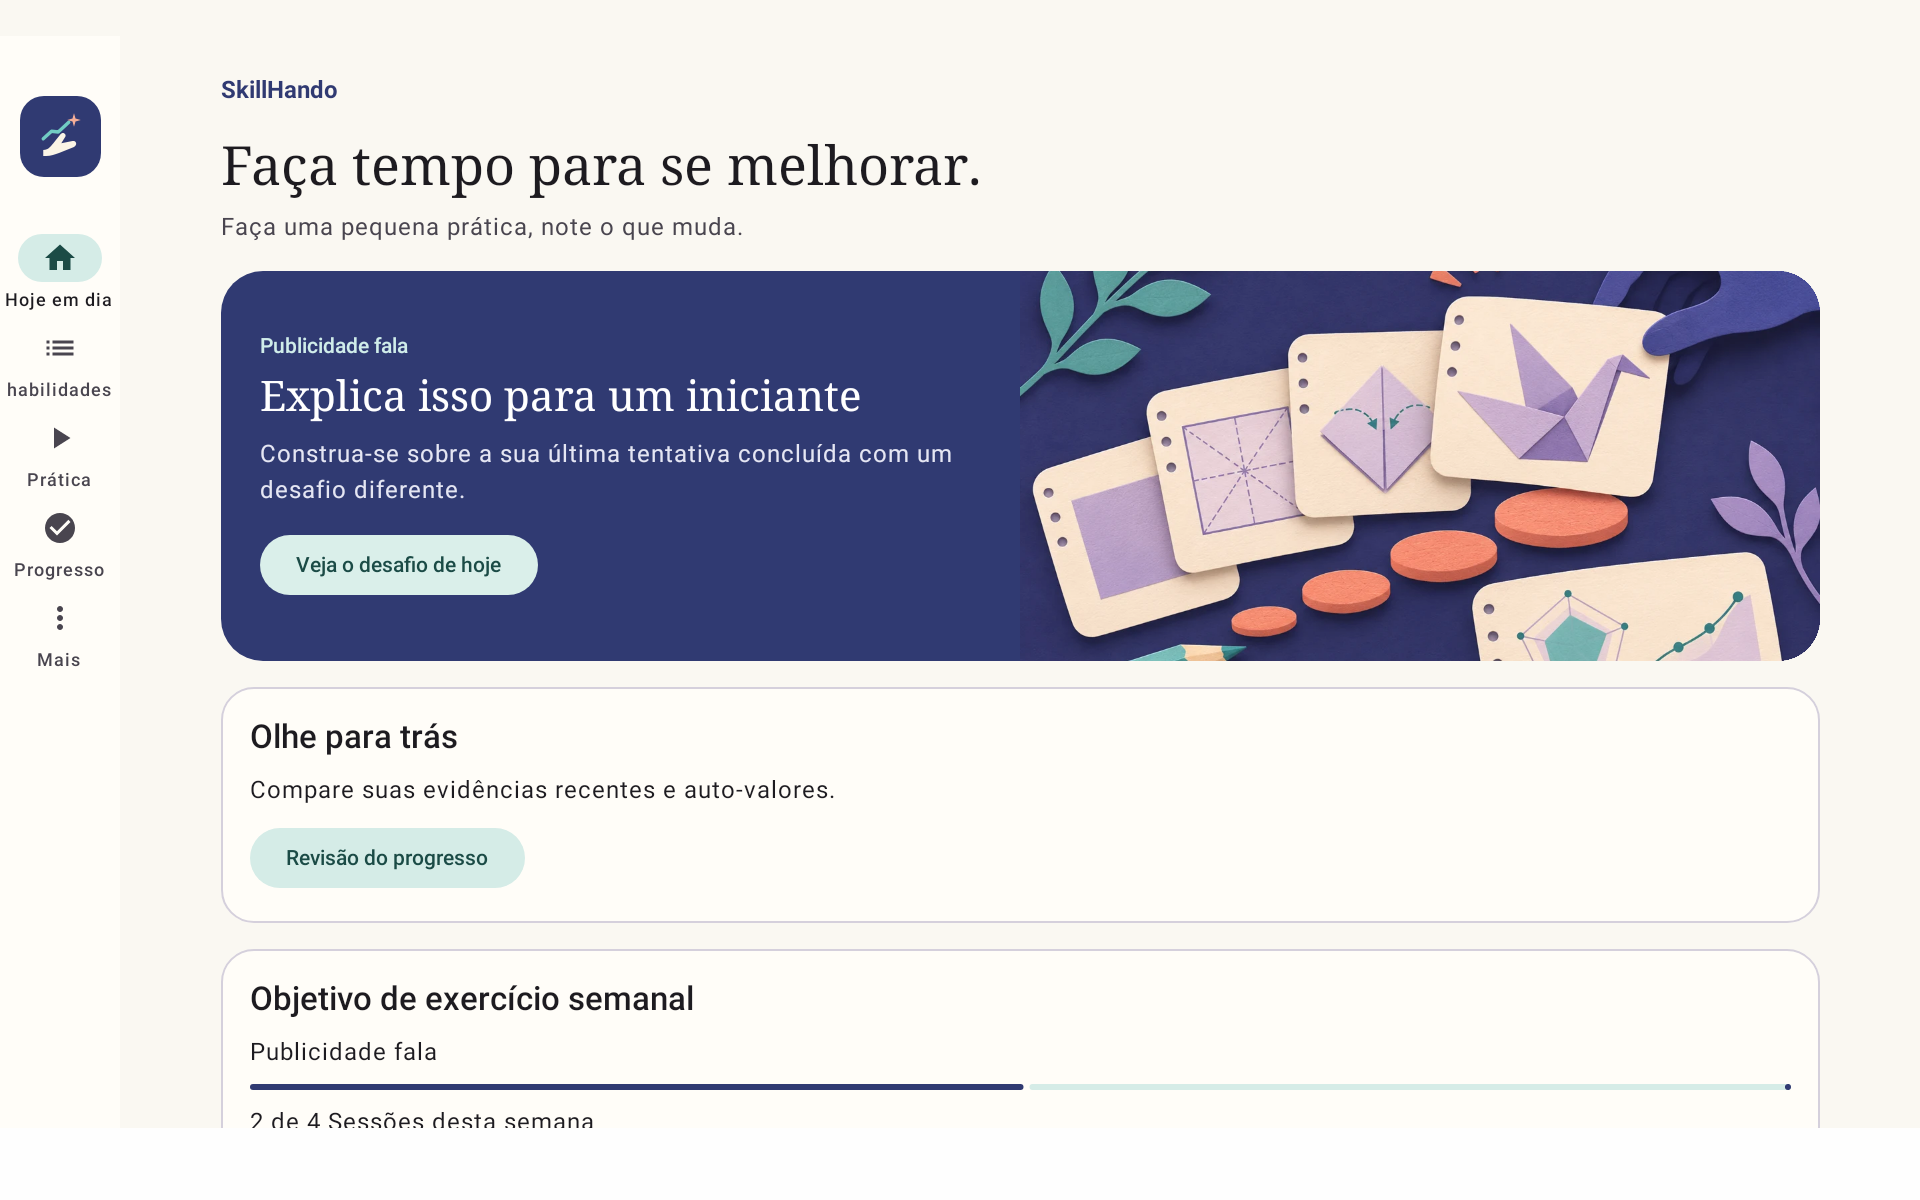 SkillHando
Faça tempo para se melhorar.
Faça uma pequena prática, note o que muda.
Hoje em dia
habilidades
Prática
Progresso
Mais
Publicidade fala
Explica isso para um iniciante
Construa-se sobre a sua última tentativa concluída com um
desafio diferente.
Veja o desafio de hoje
Olhe para trás
Compare suas evidências recentes e auto-valores.
Revisão do progresso
Objetivo de exercício semanal
Publicidade fala
2 de 4 Sessões desta semana